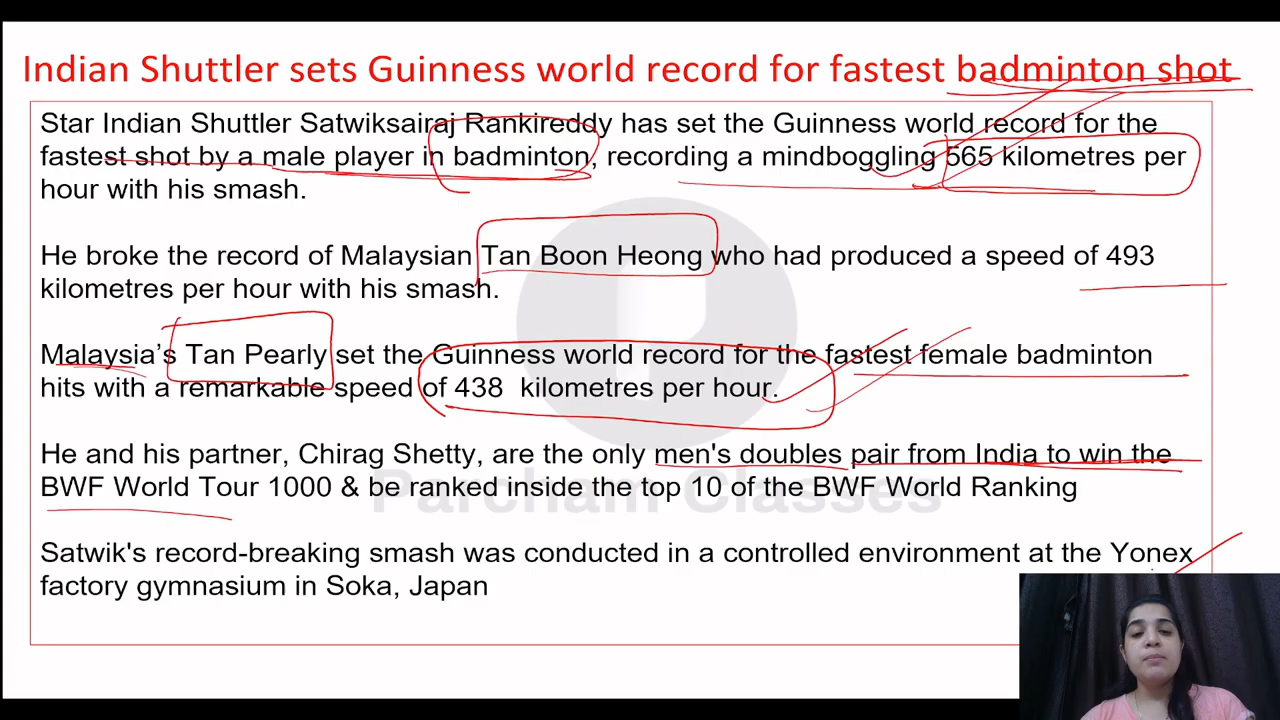 Indian Shuttler sets Guinness world record for fastest badminton shot
Star Indian Shuttler Satwiksairaj Rankireddy has set the Guinness world record for the
fastest shot by a male player in badminton, recording a mindboggling 565 kilometres per
hour with his smash.
He broke the record of Malaysian Tan Boon Heong who had produced a speed of 493
kilometres per hour with his smash.
Malaysia's Tan Pearly set the Guinness world record for the fastest female badminton
hits with a remarkable speed of 438 kilometres per hour.
He and his partner, Chirag Shetty, are the only men's doubles pair from India to win the
BWF World Tour 1000 & be ranked inside the top 10 of the BWF World Ranking
Parcham Classes
Satwik's record-breaking smash was conducted in a controlled environment at the Yonex
factory gymnasium in Soka, Japan